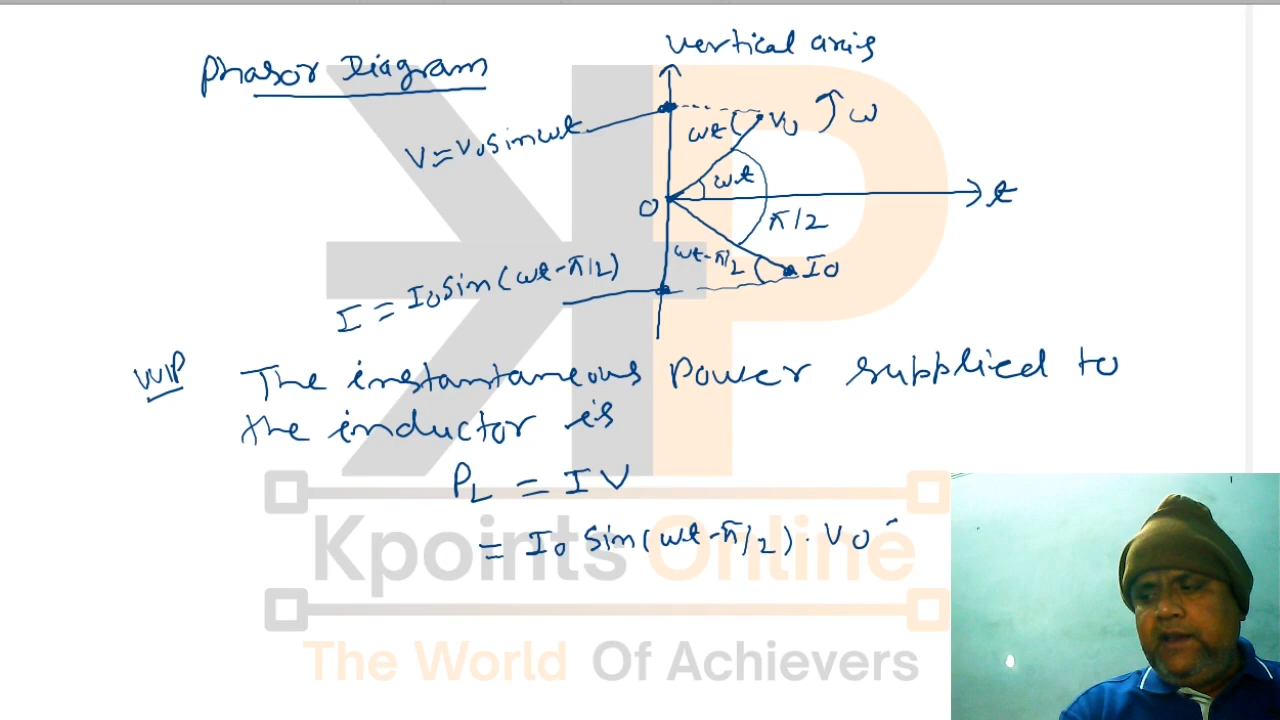 Phasor Diagram
vertical axis
V = V0 sin ωt
ωt
V0
ω
ωt
0
t
π/2
ωt-π/2
I0
I = I0 sin(ωt-π/2)
WIP The instantaneous Power supplied to
the inductor is
PL = IV
= I0 sin(ωt-π/2). V0
Kpoints Online
The World Of Achievers